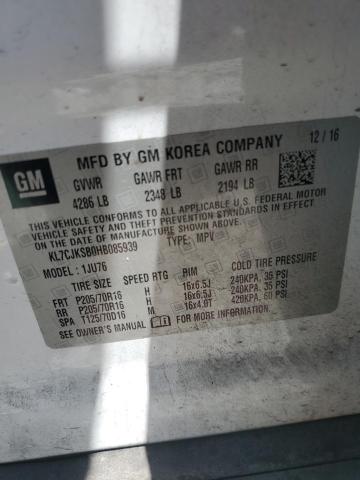 GM
MFD BY GM KOREA COMPANY 12/16
GVWR GAWR FRT GAWR RR
4286 LB 2348 LB 2194 LB
THIS VEHICLE CONFORMS TO ALL APPLICABLE U.S. FEDERAL MOTOR
VEHICLE SAFETY, BUMPER, AND THEFT PREVENTION STANDARDS
IN EFFECT ON THE DATE OF MANUFACTURE SHOWN ABOVE.
KL7CJKSB0HB085939 TYPE: MPV
MODEL: 1JU76
TIRE SIZE SPEED RTG RIM COLD TIRE PRESSURE
FRT P205/70R16 H 16x6.5J 240KPA, 35 PSI
RR P205/70R16 H 16x6.5J 240KPA, 35 PSI
SPA T125/70D16 M 16x4.0T 420KPA, 60 PSI
SEE OWNER'S MANUAL